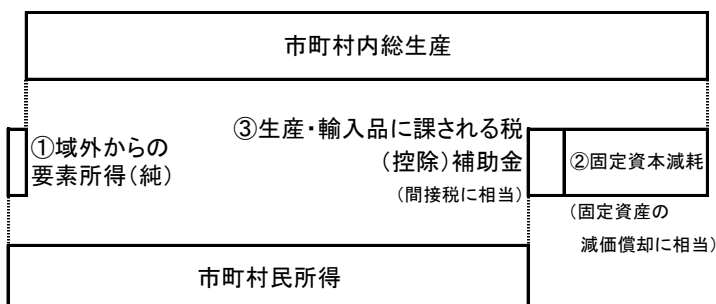 市町村内総生産
①域外からの
要素所得（純）
③生産・輸入品に課される税
（控除）補助金
（間接税に相当）
②固定資本減耗
（固定資産の
減価償却に相当）
市町村民所得